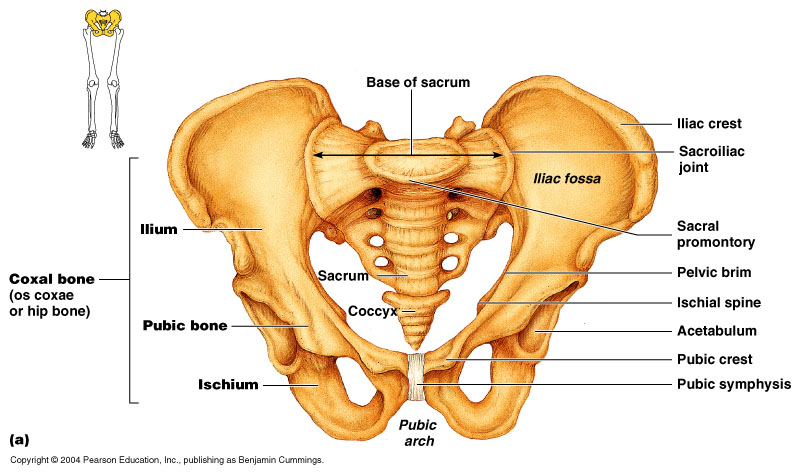 Base of sacrum
Iliac crest
Sacroiliac
joint
Iliac fossa
Ilium
Sacral
promontory
Coxal bone
(os coxae
or hip bone)
Sacrum
Pelvic brim
Coccyx
Ischial spine
Pubic bone
Acetabulum
Pubic crest
Ischium
Pubic symphysis
Pubic
arch
(a)
Copyright © 2004 Pearson Education, Inc., publishing as Benjamin Cummings.